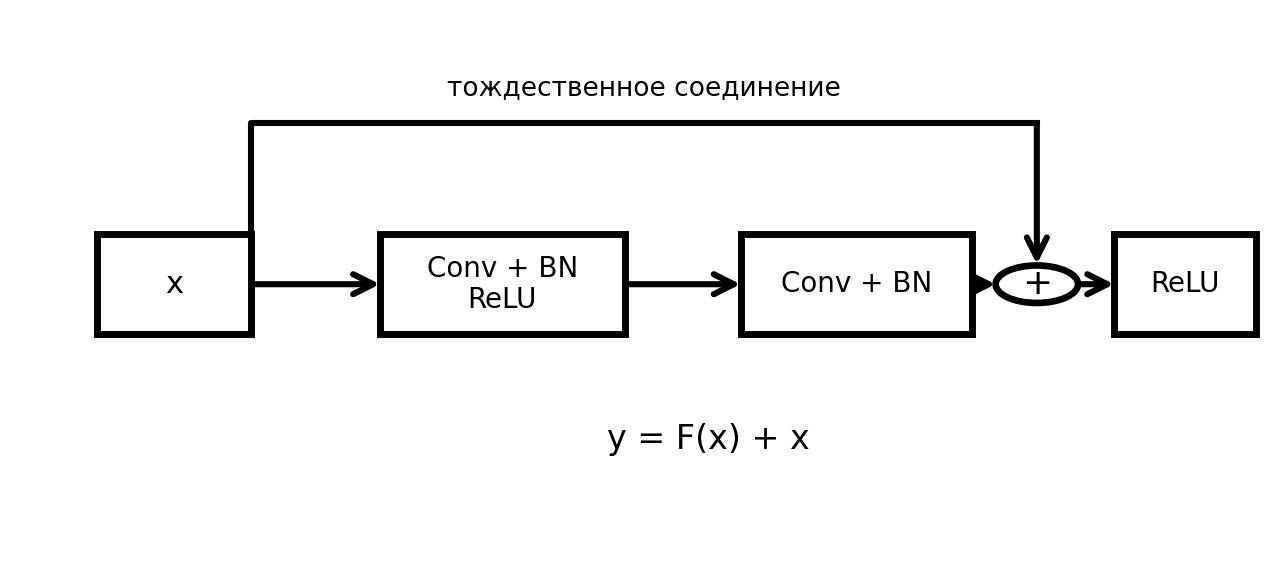 тождественное соединение
x
Conv + BN
ReLU
Conv + BN
+
ReLU
y = F(x) + x